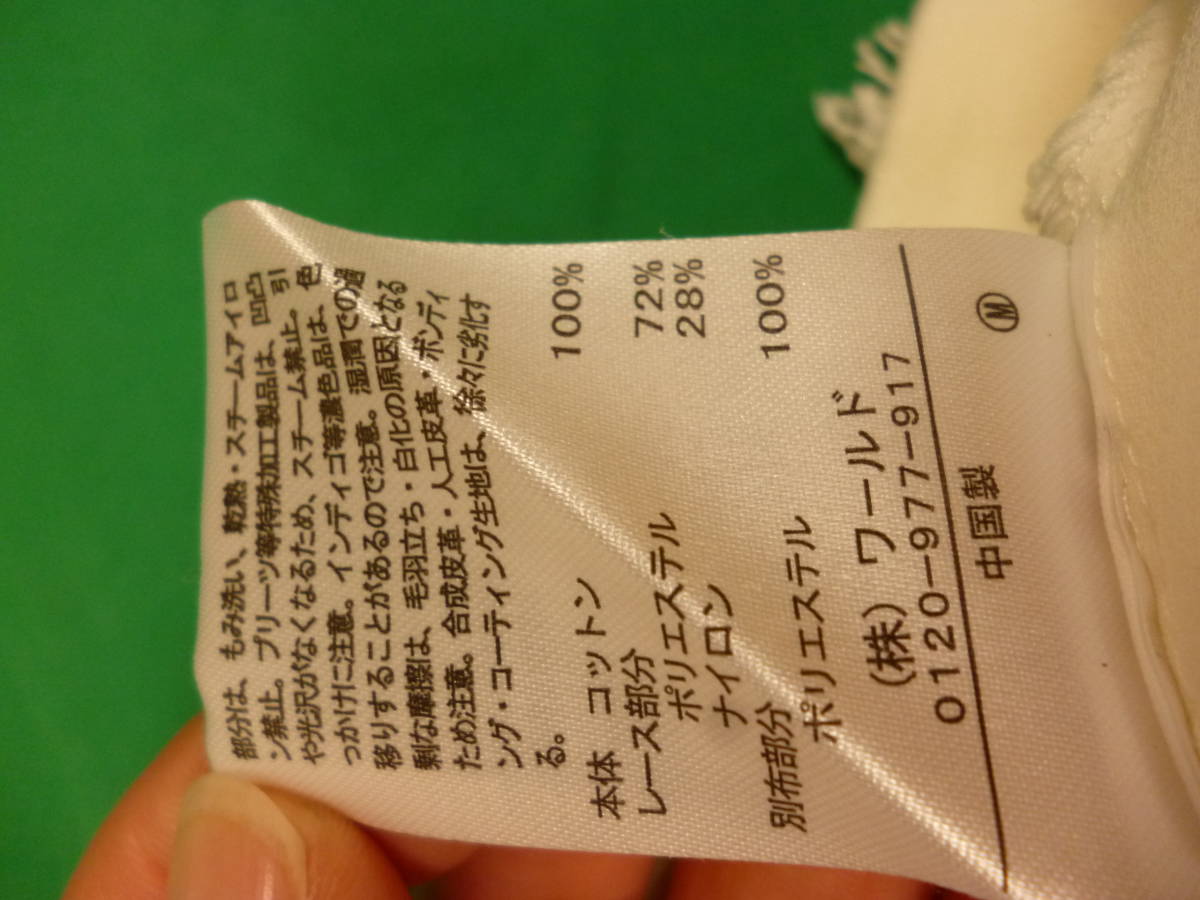 部分は、もみ洗い、乾熱・スチームアイロ
ン禁止。プリーツ等特殊加工製品は、凹凸
や光沢がなくなるため、スチーム禁止。引
っかけに注意。インディゴ等濃色品は、色
移りすることがあるので注意。湿潤での過
剰な摩擦は、毛羽立ち・白化の原因となる
ため注意。合成皮革・人工皮革・ボンディ
ング・コーティング生地は、徐々に劣化す
る。
本体 コットン 100%
レース部分
ポリエステル 72%
ナイロン 28%
別布部分
ポリエステル 100%
(株)ワールド
0120-977-917
中国製 M